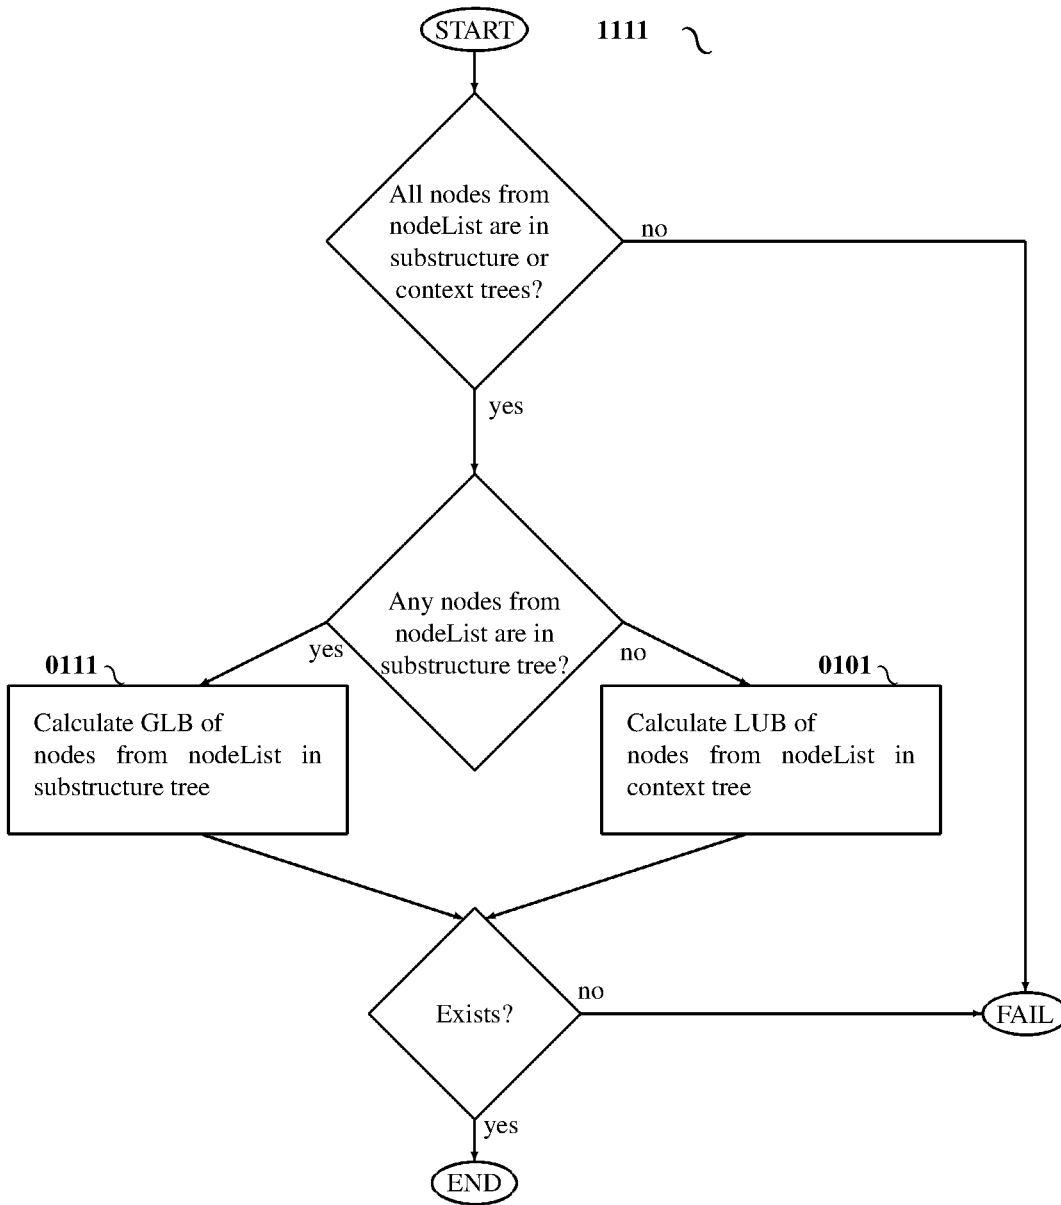 START
1111
All nodes from
nodeList are in
substructure or
context trees?
no
yes
Any nodes from
nodeList are in
substructure tree?
yes
no
0111
Calculate GLB of
nodes from nodeList in
substructure tree
0101
Calculate LUB of
nodes from nodeList in
context tree
Exists?
no
FAIL
yes
END